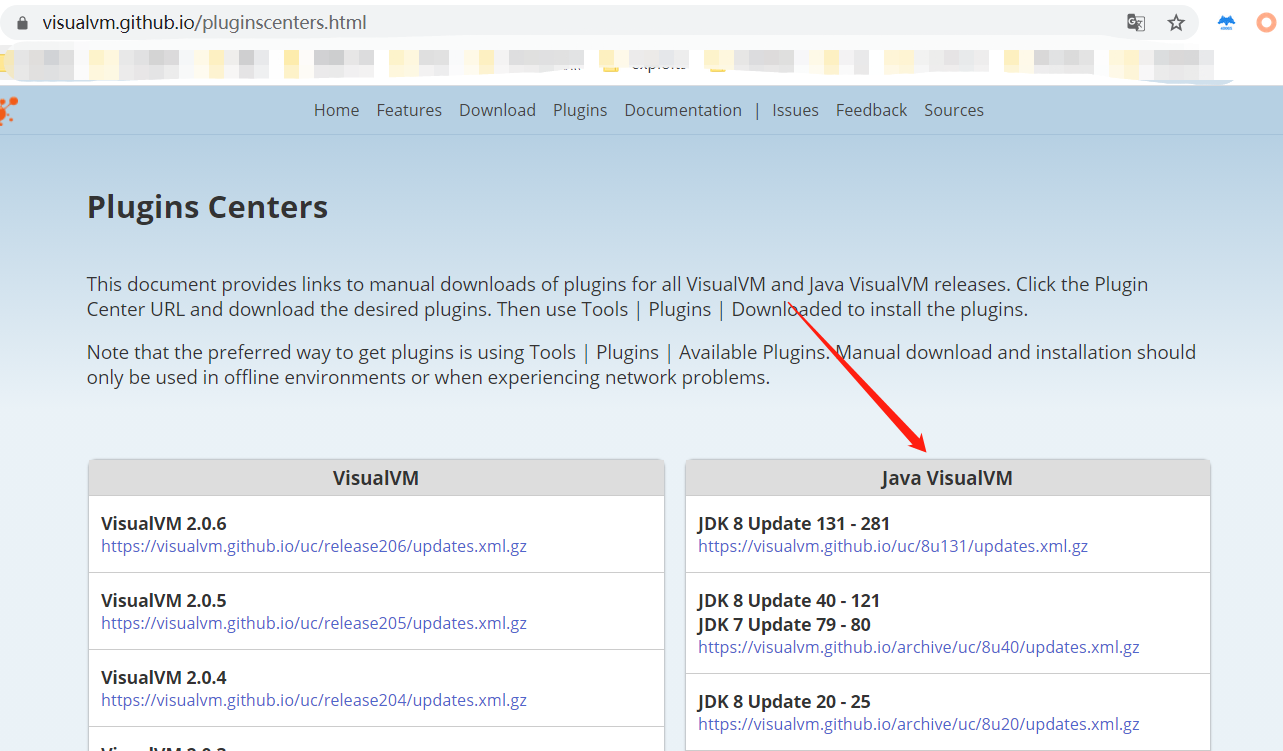 visualvm.github.io/pluginscenters.html
Home Features Download Plugins Documentation | Issues Feedback Sources
Plugins Centers
This document provides links to manual downloads of plugins for all VisualVM and Java VisualVM releases. Click the Plugin
Center URL and download the desired plugins. Then use Tools | Plugins | Downloaded to install the plugins.
Note that the preferred way to get plugins is using Tools | Plugins | Available Plugins. Manual download and installation should
only be used in offline environments or when experiencing network problems.
VisualVM
VisualVM 2.0.6
https://visualvm.github.io/uc/release206/updates.xml.gz
VisualVM 2.0.5
https://visualvm.github.io/uc/release205/updates.xml.gz
VisualVM 2.0.4
https://visualvm.github.io/uc/release204/updates.xml.gz
Java VisualVM
JDK 8 Update 131 - 281
https://visualvm.github.io/uc/8u131/updates.xml.gz
JDK 8 Update 40 - 121
JDK 7 Update 79 - 80
https://visualvm.github.io/archive/uc/8u40/updates.xml.gz
JDK 8 Update 20 - 25
https://visualvm.github.io/archive/uc/8u20/updates.xml.gz